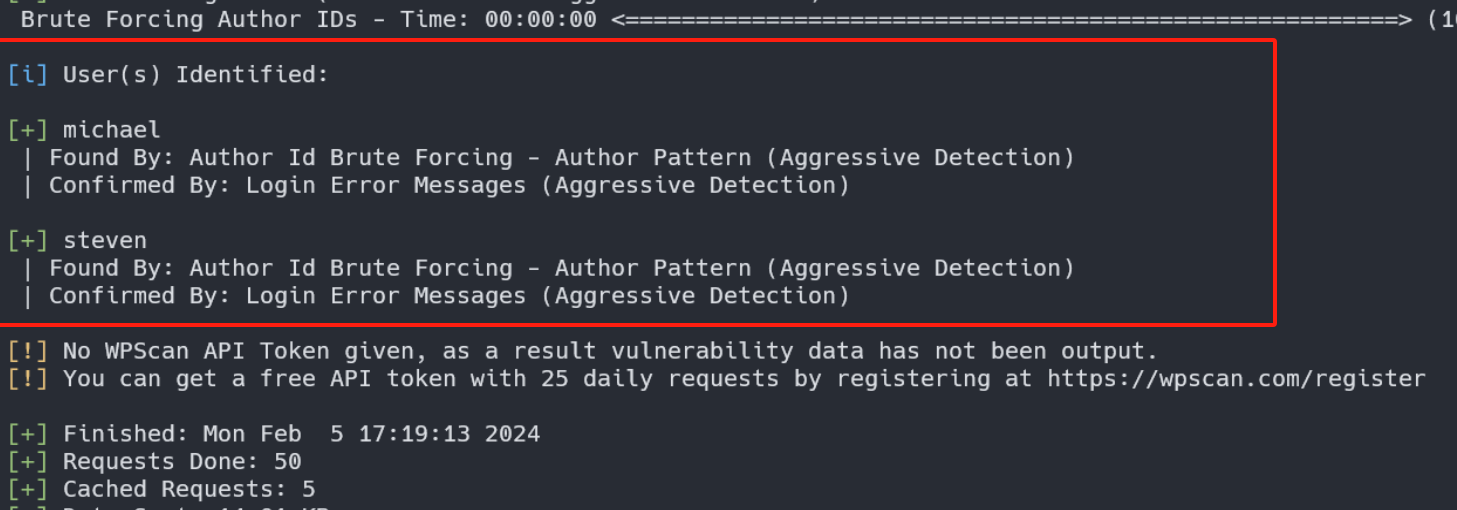 Brute Forcing Author IDs - Time: 00:00:00 <=======================================================> (1
[i] User(s) Identified:
[+] michael
| Found By: Author Id Brute Forcing - Author Pattern (Aggressive Detection)
| Confirmed By: Login Error Messages (Aggressive Detection)
[+] steven
| Found By: Author Id Brute Forcing - Author Pattern (Aggressive Detection)
| Confirmed By: Login Error Messages (Aggressive Detection)
[!] No WPScan API Token given, as a result vulnerability data has not been output.
[!] You can get a free API token with 25 daily requests by registering at https://wpscan.com/register
[+] Finished: Mon Feb  5 17:19:13 2024
[+] Requests Done: 50
[+] Cached Requests: 5